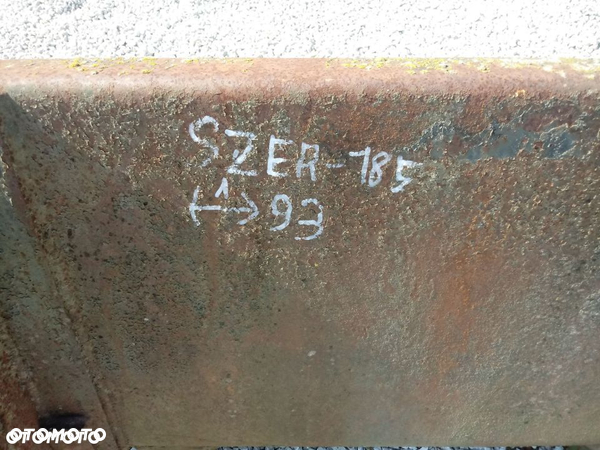 SZER-185
←1→ 93
OTOMOTO